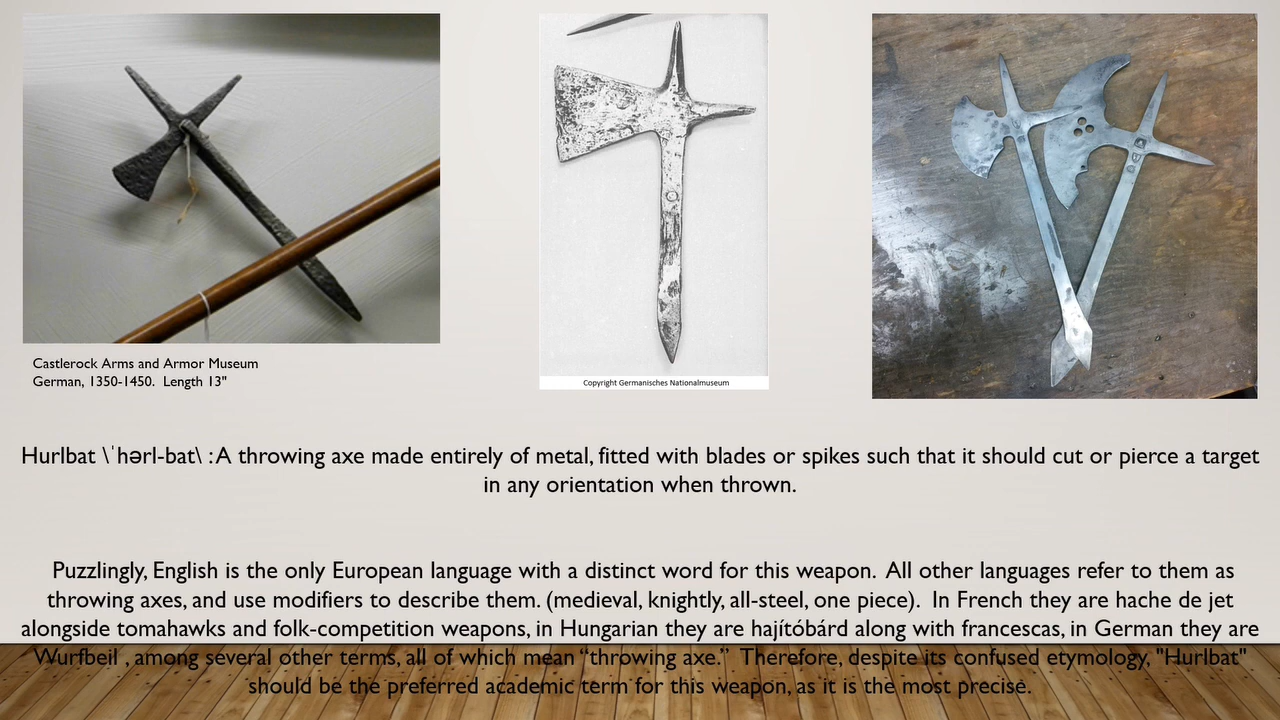 Castlerock Arms and Armor Museum
German, 1350-1450.  Length 13"
Copyright Germanisches Nationalmuseum
Hurlbat \ˈhərl-bat\ : A throwing axe made entirely of metal, fitted with blades or spikes such that it should cut or pierce a target
in any orientation when thrown.
Puzzlingly, English is the only European language with a distinct word for this weapon.  All other languages refer to them as
throwing axes, and use modifiers to describe them. (medieval, knightly, all-steel, one piece).  In French they are hache de jet
alongside tomahawks and folk-competition weapons, in Hungarian they are hajítóbárd along with francescas, in German they are
Wurfbeil , among several other terms, all of which mean “throwing axe.”  Therefore, despite its confused etymology, "Hurlbat"
should be the preferred academic term for this weapon, as it is the most precise.